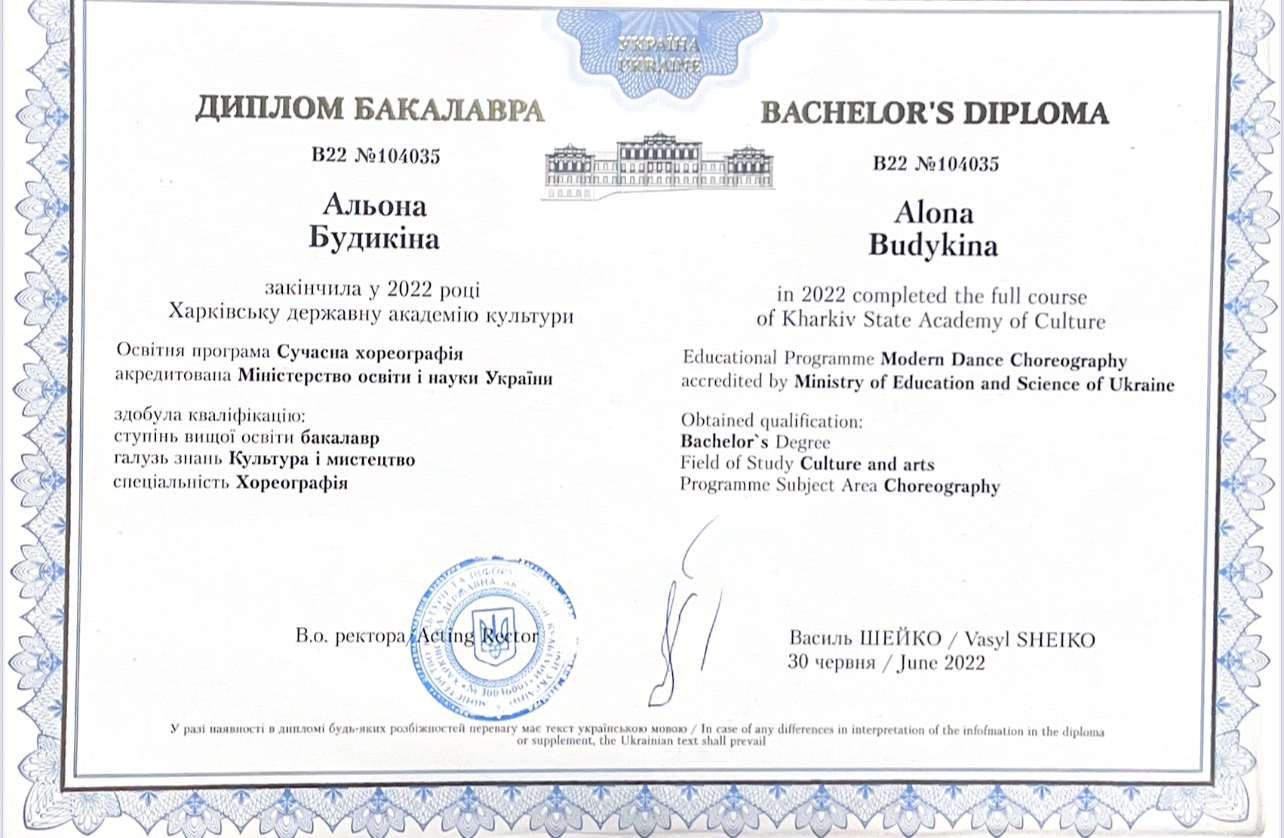 УКРАЇНА
UKRAINE
ДИПЛОМ БАКАЛАВРА
B22 №104035
Альона
Будикіна
закінчила у 2022 році
Харківську державну академію культури
Освітня програма Сучасна хореографія
акредитована Міністерство освіти і науки України
здобула кваліфікацію:
ступінь вищої освіти бакалавр
галузь знань Культура і мистецтво
спеціальність Хореографія
BACHELOR'S DIPLOMA
B22 №104035
Alona
Budykina
in 2022 completed the full course
of Kharkiv State Academy of Culture
Educational Programme Modern Dance Choreography
accredited by Ministry of Education and Science of Ukraine
Obtained qualification:
Bachelor`s Degree
Field of Study Culture and arts
Programme Subject Area Choreography
В.о. ректора/Acting Rector
Василь ШЕЙКО / Vasyl SHEIKO
30 червня / June 2022
У разі наявності в дипломі будь-яких розбіжностей перевагу має текст українською мовою / In case of any differences in interpretation of the infofmation in the diploma
or supplement, the Ukrainian text shall prevail